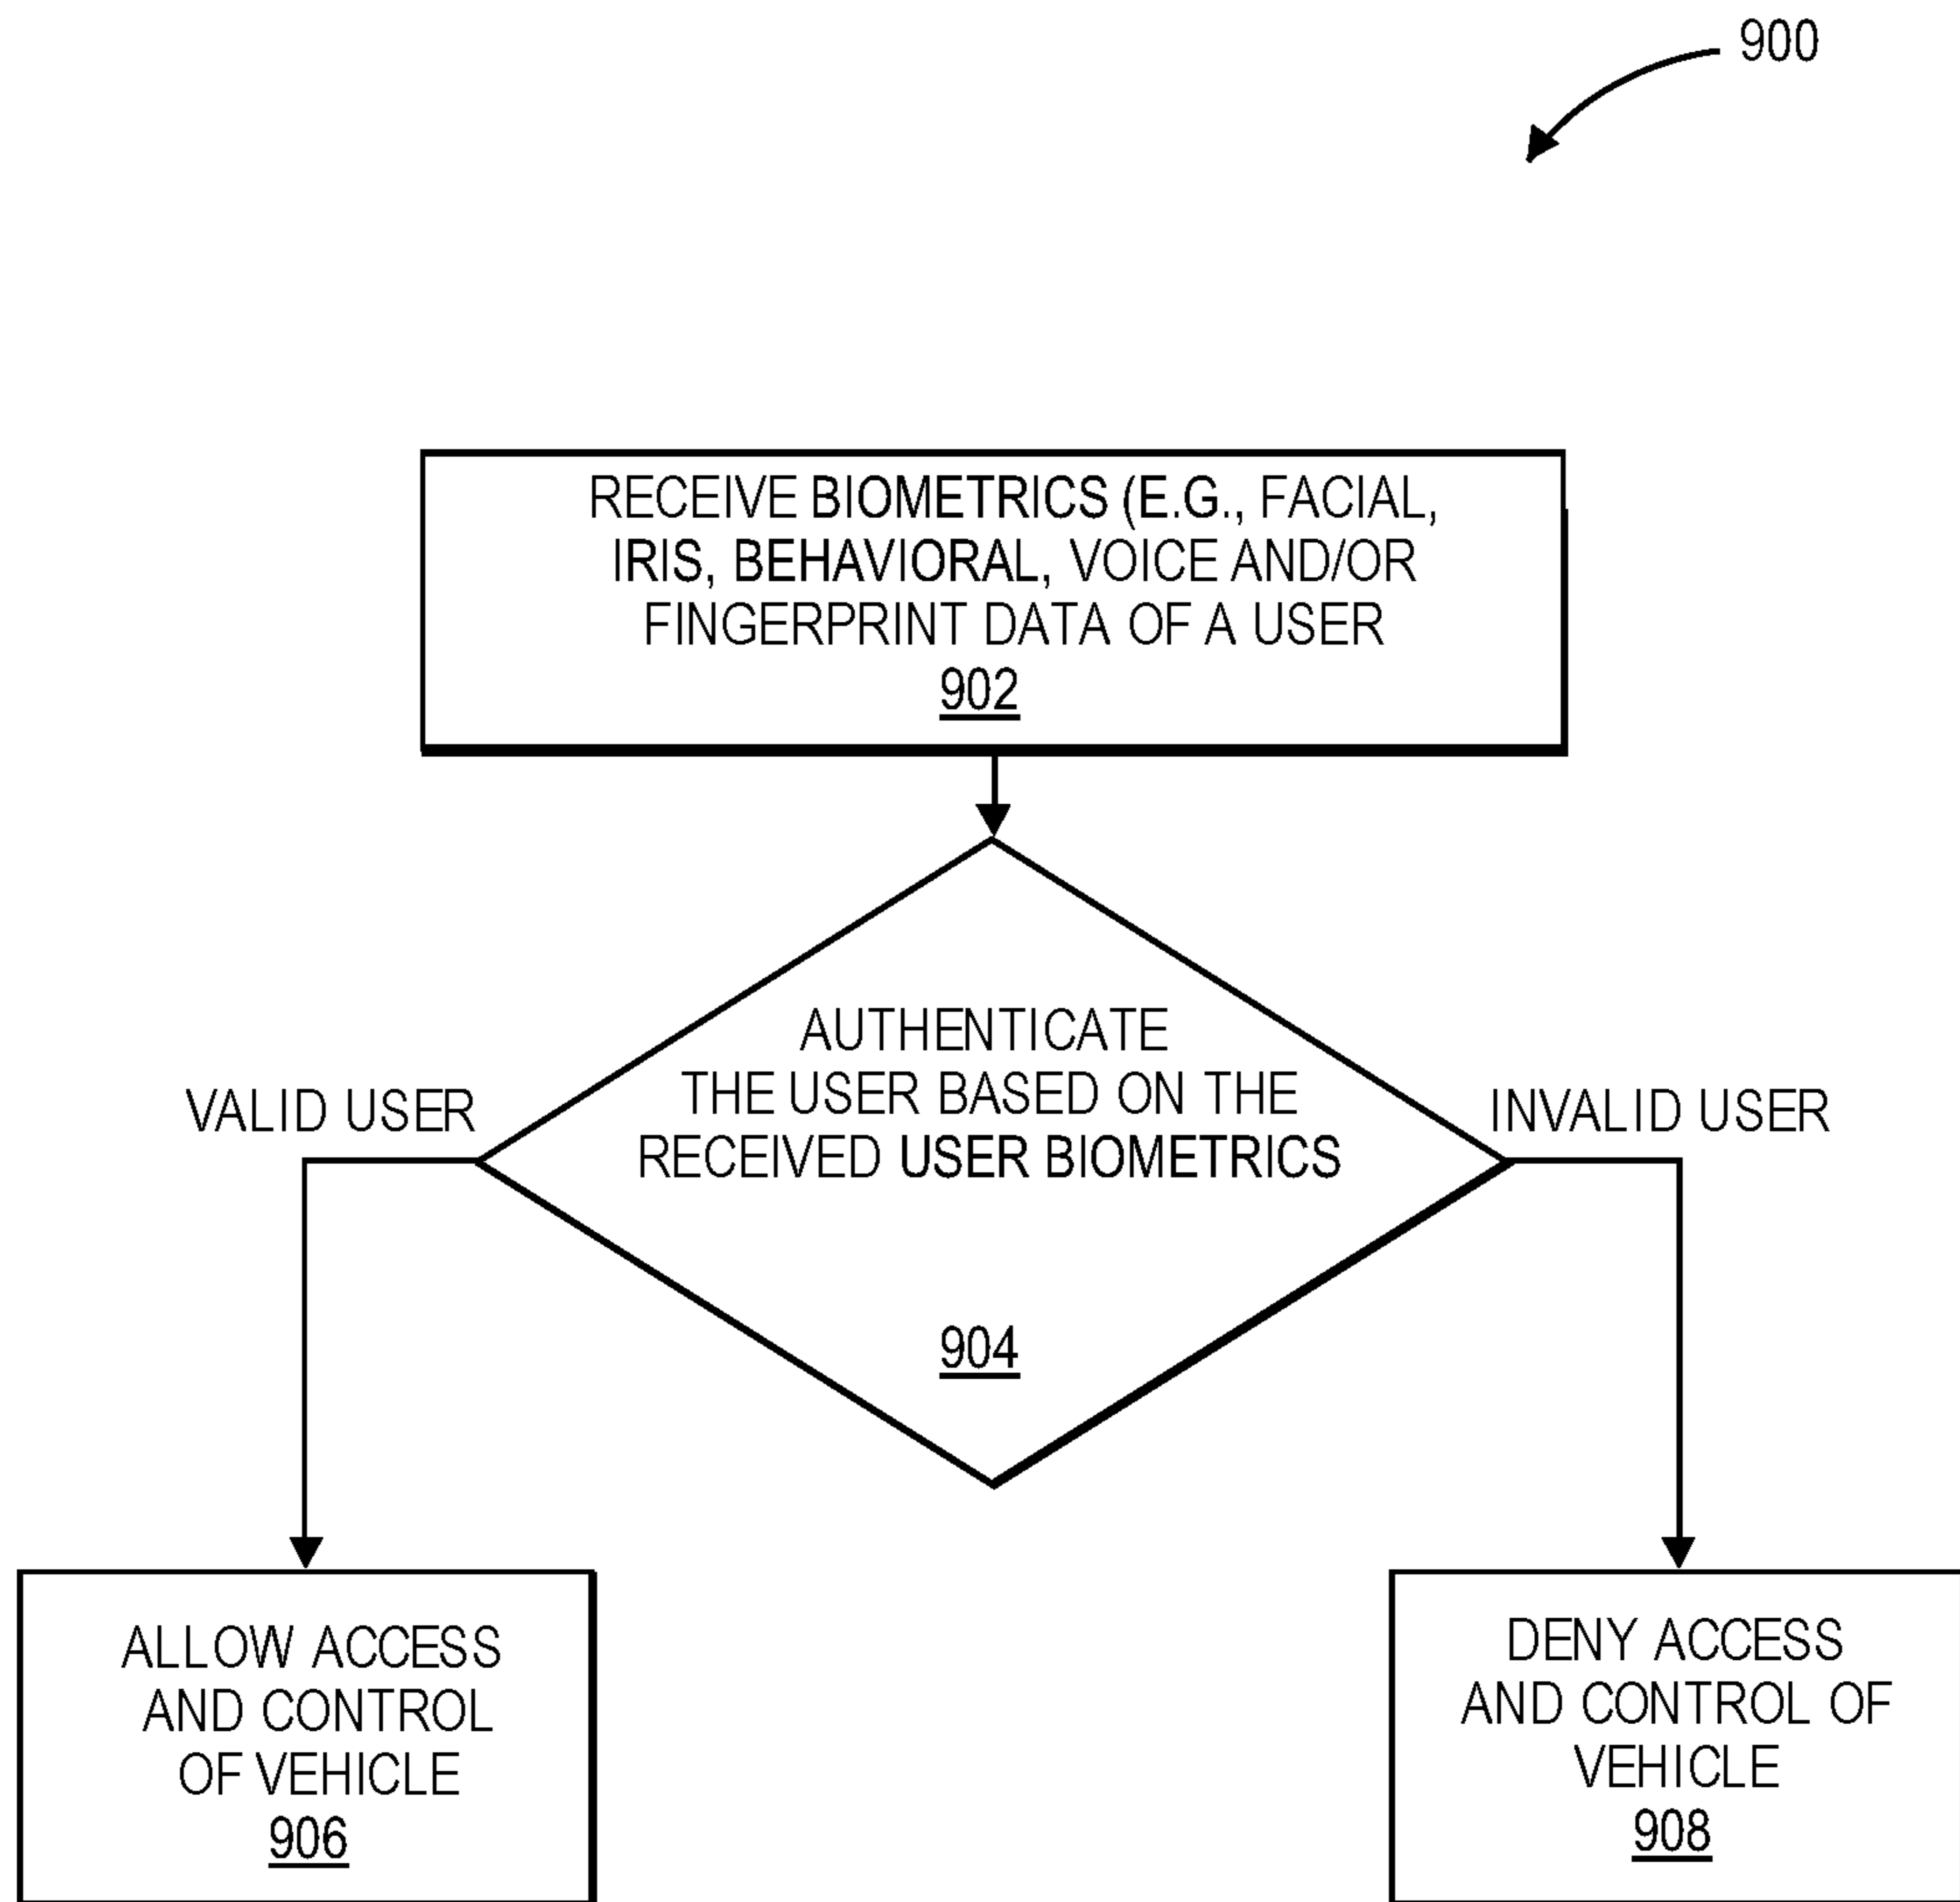 900
RECEIVE BIOMETRICS (E.G., FACIAL,
IRIS, BEHAVIORAL, VOICE AND/OR
FINGERPRINT DATA OF A USER
902
AUTHENTICATE
THE USER BASED ON THE
RECEIVED USER BIOMETRICS
904
VALID USER
INVALID USER
ALLOW ACCESS
AND CONTROL
OF VEHICLE
906
DENY ACCESS
AND CONTROL OF
VEHICLE
908